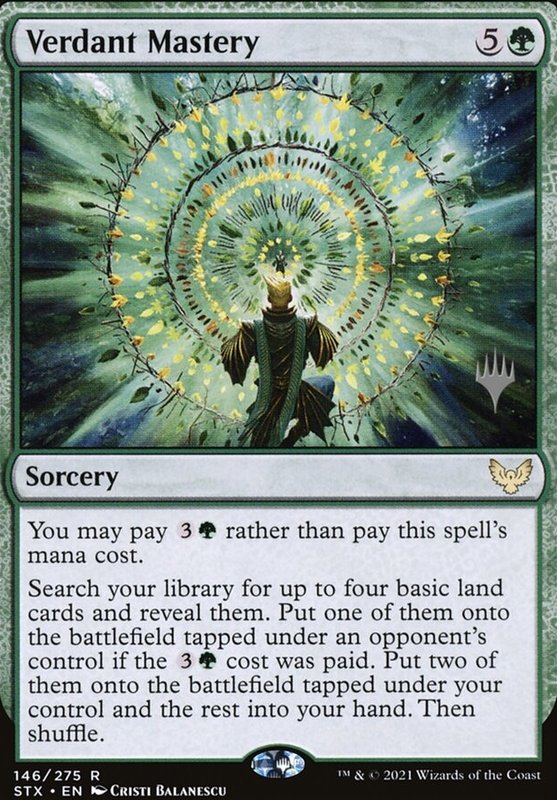 Verdant Mastery 5
Sorcery
You may pay 3 rather than pay this spell's
mana cost.
Search your library for up to four basic land
cards and reveal them. Put one of them onto
the battlefield tapped under an opponent's
control if the 3 cost was paid. Put two of
them onto the battlefield tapped under your
control and the rest into your hand. Then
shuffle.
146/275 R
STX • EN Cristi Balanescu
™ & © 2021 Wizards of the Coast